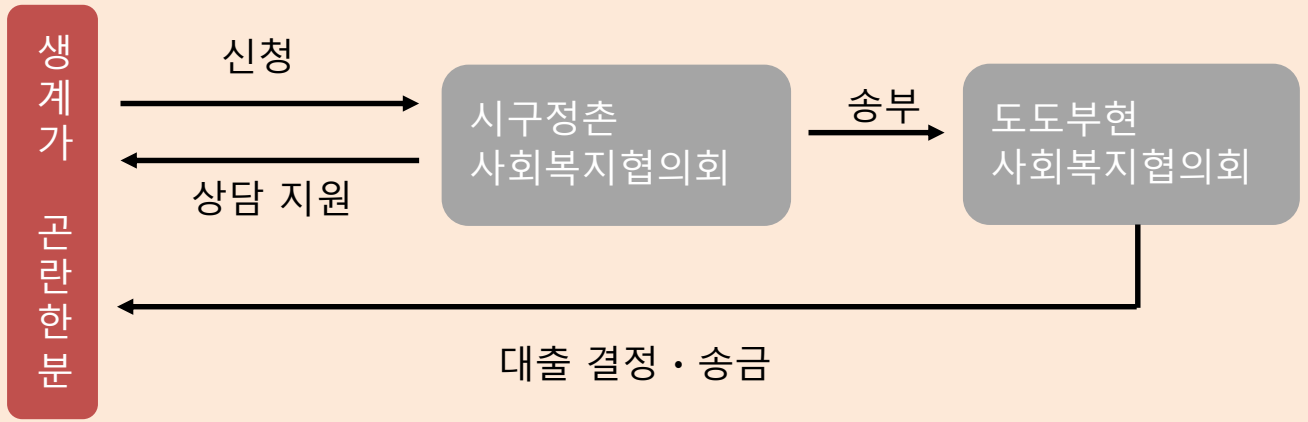 생계가 곤란한 분
신청
상담 지원
시구정촌
사회복지협의회
송부
도도부현
사회복지협의회
대출 결정・송금